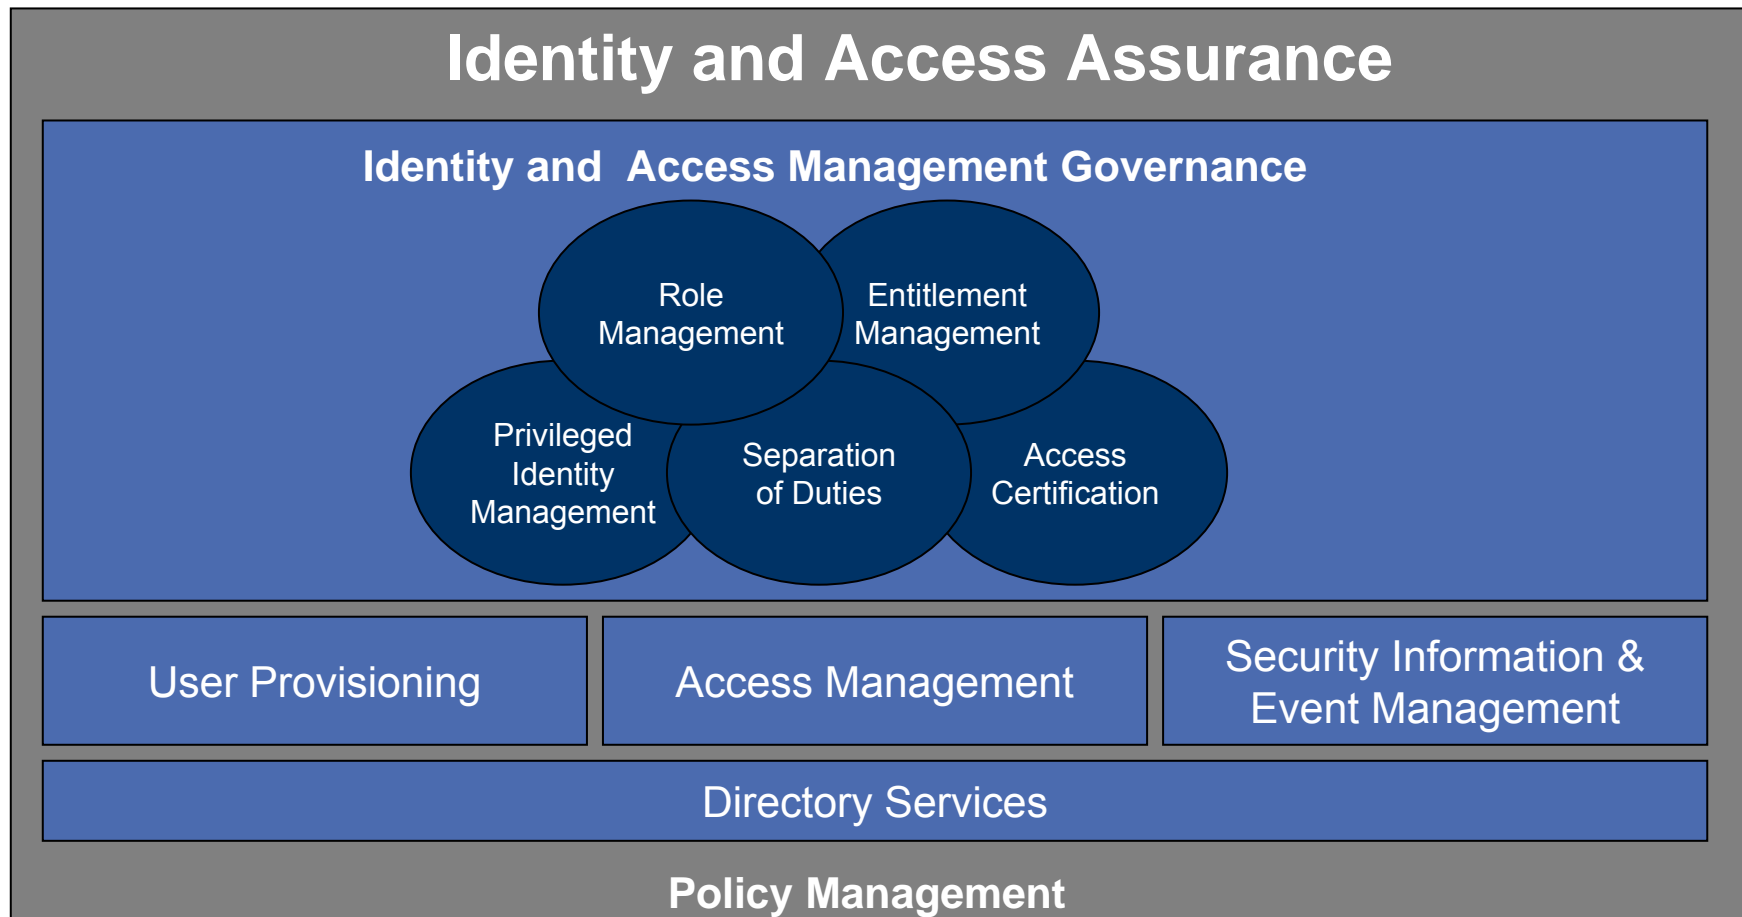 Identity and Access Assurance
Identity and  Access Management Governance
Role
Management
Entitlement
Management
Privileged
Identity
Management
Separation
of Duties
Access
Certification
User Provisioning
Access Management
Security Information &
Event Management
Directory Services
Policy Management